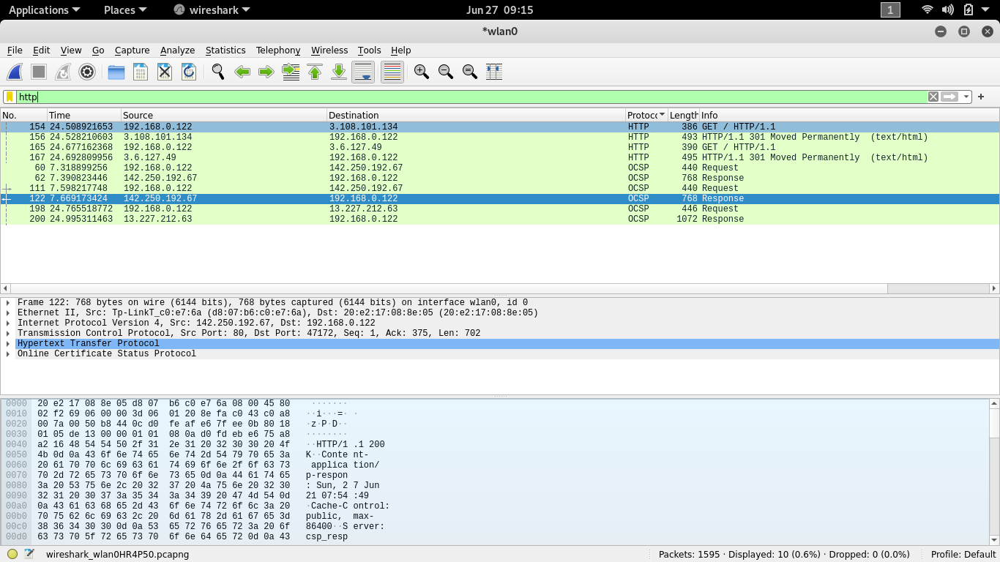 Applications Places wireshark Jun 27 09:15 1
*wlan0
File Edit View Go Capture Analyze Statistics Telephony Wireless Tools Help
http
No. Time Source Destination Protoc Length Info
154 24.508921653 192.168.0.122 3.108.101.134 HTTP 386 GET / HTTP/1.1
156 24.528210603 3.108.101.134 192.168.0.122 HTTP 493 HTTP/1.1 301 Moved Permanently (text/html)
165 24.677162368 192.168.0.122 3.6.127.49 HTTP 390 GET / HTTP/1.1
167 24.692809956 3.6.127.49 192.168.0.122 HTTP 495 HTTP/1.1 301 Moved Permanently (text/html)
60 7.318899256 192.168.0.122 142.250.192.67 OCSP 440 Request
62 7.390823446 142.250.192.67 192.168.0.122 OCSP 768 Response
111 7.598217748 192.168.0.122 142.250.192.67 OCSP 440 Request
122 7.669173424 142.250.192.67 192.168.0.122 OCSP 768 Response
198 24.765518772 192.168.0.122 13.227.212.63 OCSP 446 Request
200 24.995311463 13.227.212.63 192.168.0.122 OCSP 1072 Response
Frame 122: 768 bytes on wire (6144 bits), 768 bytes captured (6144 bits) on interface wlan0, id 0
Ethernet II, Src: Tp-LinkT_c0:e7:6a (d8:07:b6:c0:e7:6a), Dst: 20:e2:17:08:8e:05 (20:e2:17:08:8e:05)
Internet Protocol Version 4, Src: 142.250.192.67, Dst: 192.168.0.122
Transmission Control Protocol, Src Port: 80, Dst Port: 47172, Seq: 1, Ack: 375, Len: 702
Hypertext Transfer Protocol
Online Certificate Status Protocol
0000 20 e2 17 08 8e 05 d8 07 b6 c0 e7 6a 08 00 45 80 ·······
0010 02 f2 69 06 00 00 3d 06 01 20 8e fa c0 43 c0 a8 ··i···=· ·
0020 00 7a 00 50 b8 44 0c d0 fe af e6 7f ee 0b 80 18 ·z·P·D··
0030 01 05 de 13 00 00 01 01 08 0a d0 fd eb e6 75 a8 ········
0040 a2 16 48 54 54 50 2f 31 2e 31 20 32 30 30 20 4f ··HTTP/1 .1 200
0050 4b 0d 0a 43 6f 6e 74 65 6e 74 2d 54 79 70 65 3a K··Conte nt-
0060 20 61 70 70 6c 69 63 61 74 69 6f 6e 2f 6f 63 73 application/
0070 70 2d 72 65 73 70 6f 6e 73 65 0d 0a 44 61 74 65 p-respon
0080 3a 20 53 75 6e 2c 20 32 37 20 4a 75 6e 20 32 30 : Sun, 2 7 Jun
0090 32 31 20 30 37 3a 35 34 3a 34 39 20 47 4d 54 0d 21 07:54 :49
00a0 0a 43 61 63 68 65 2d 43 6f 6e 74 72 6f 6c 3a 20 ·Cache-C ontrol:
00b0 70 75 62 6c 69 63 2c 20 6d 61 78 2d 61 67 65 3d public, max-
00c0 38 36 34 30 30 0d 0a 53 65 72 76 65 72 3a 20 6f 86400··S erver:
00d0 63 73 70 5f 72 65 73 70 6f 6e 64 65 72 0d 0a 43 csp_resp
wireshark_wlan0HR4P50.pcapng Packets: 1595 · Displayed: 10 (0.6%) · Dropped: 0 (0.0%) Profile: Default